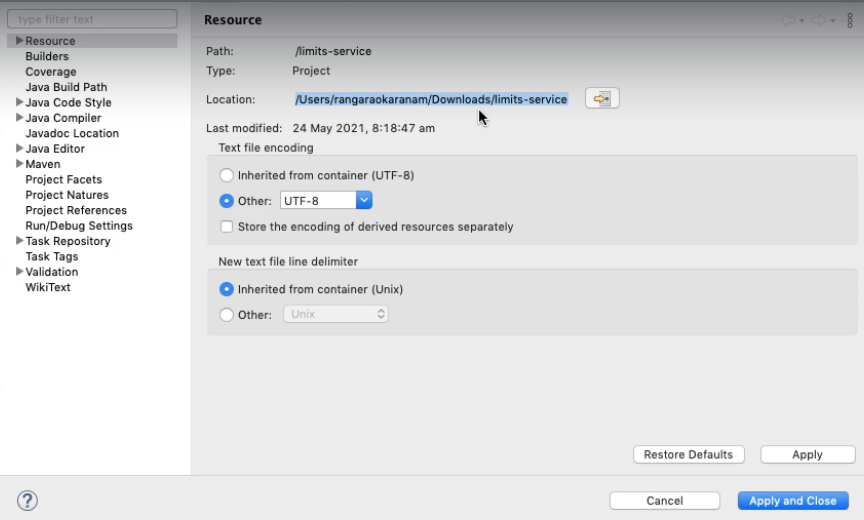 type filter text
Resource
Builders
Coverage
Java Build Path
Java Code Style
Java Compiler
Javadoc Location
Java Editor
Maven
Project Facets
Project Natures
Project References
Run/Debug Settings
Task Repository
Task Tags
Validation
WikiText
Resource
Path: /limits-service
Type: Project
Location: /Users/rangaraokaranam/Downloads/limits-service
Last modified: 24 May 2021, 8:18:47 am
Text file encoding
Inherited from container (UTF-8)
Other: UTF-8
Store the encoding of derived resources separately
New text file line delimiter
Inherited from container (Unix)
Other: Unix
Restore Defaults Apply
? Cancel Apply and Close